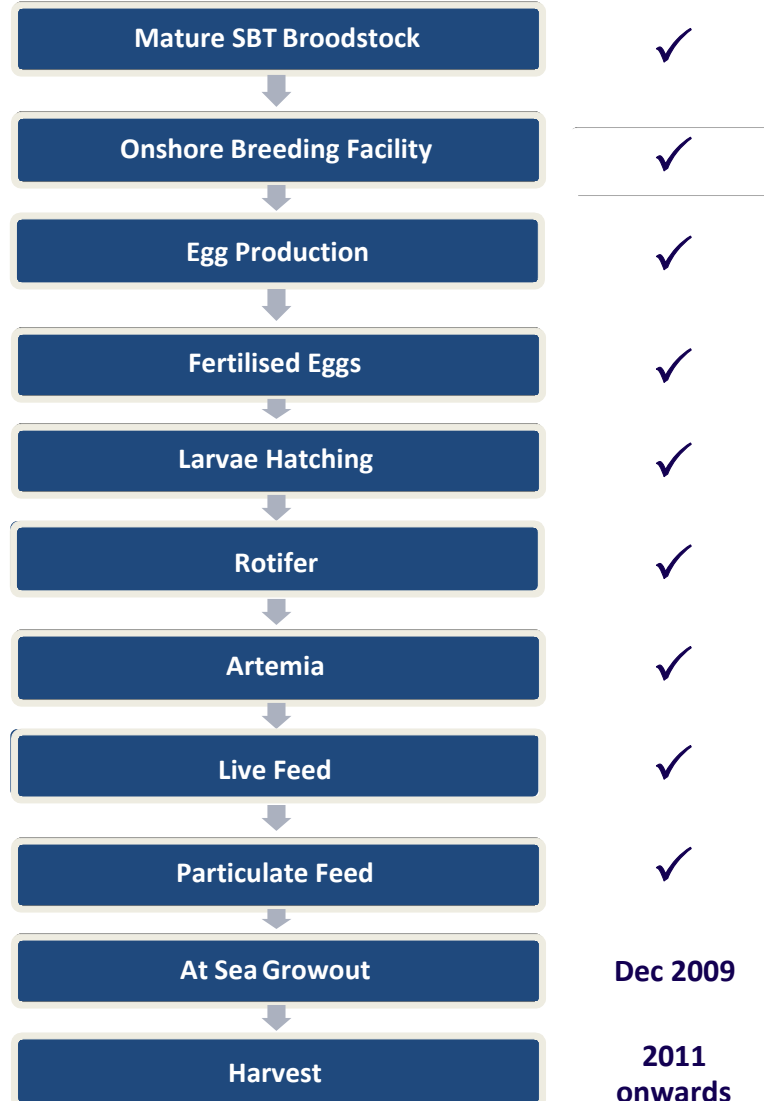 Mature SBT Broodstock ✓
Onshore Breeding Facility ✓
Egg Production ✓
Fertilised Eggs ✓
Larvae Hatching ✓
Rotifer ✓
Artemia ✓
Live Feed ✓
Particulate Feed ✓
At Sea Growout Dec 2009
Harvest 2011
onwards